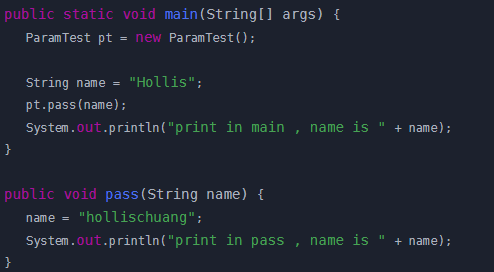 public static void main(String[] args) {
ParamTest pt = new ParamTest();
String name = "Hollis";
pt.pass(name);
System.out.println("print in main , name is " + name);
}
public void pass(String name) {
name = "hollischuang";
System.out.println("print in pass , name is " + name);
}